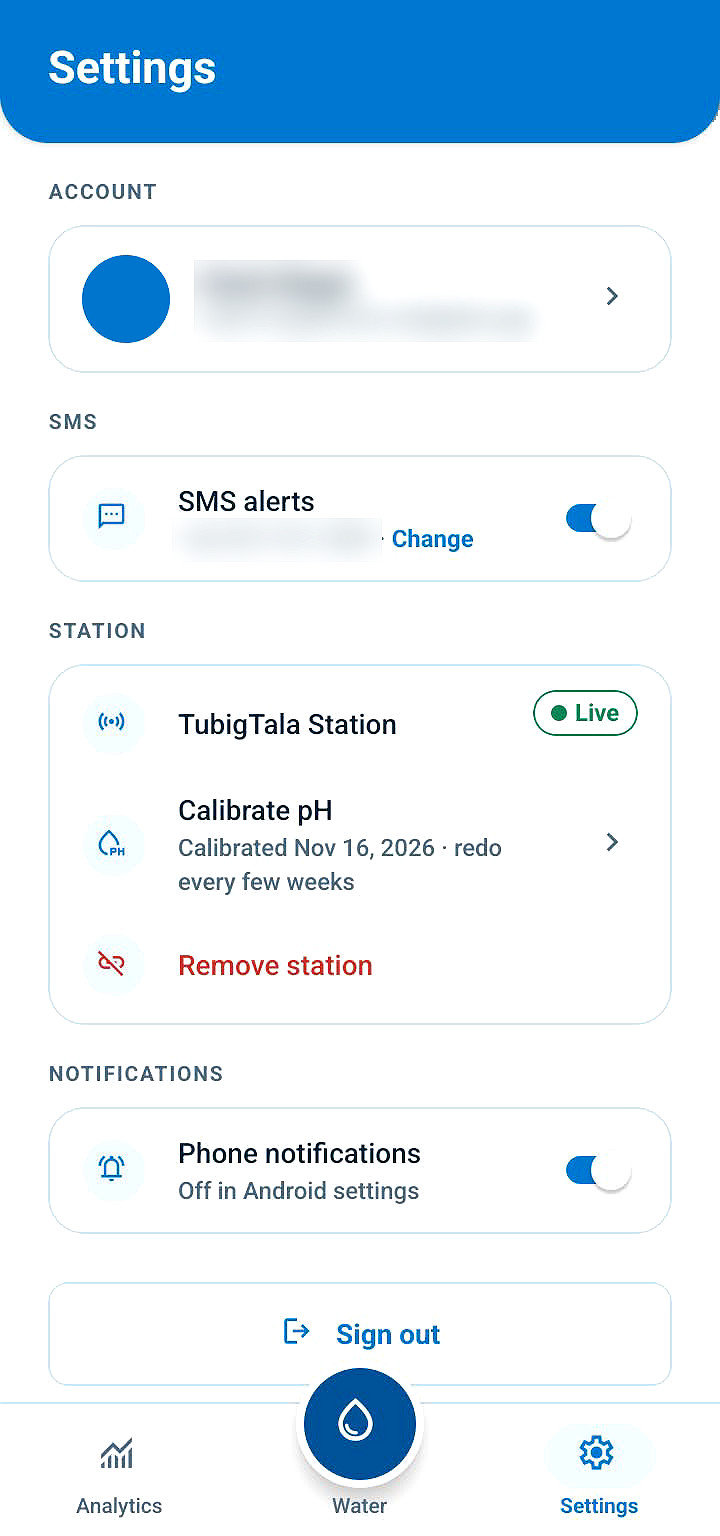 Settings
ACCOUNT
SMS
SMS alerts
· Change
STATION
TubigTala Station
Live
Calibrate pH
Calibrated Nov 16, 2026 · redo
every few weeks
PH
Remove station
NOTIFICATIONS
Phone notifications
Off in Android settings
Sign out
Analytics
Water
Settings